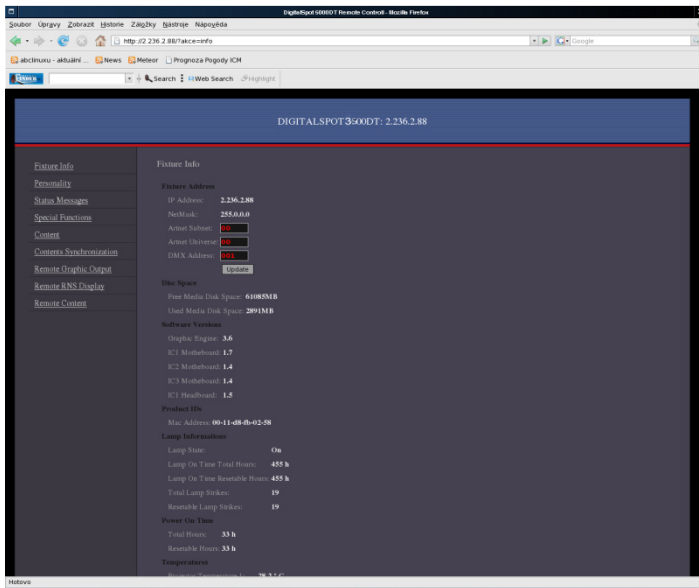 DigitalSpot 5000DT Remote Controll - Mozilla Firefox
Soubor Úpravy Zobrazit Historie Záložky Nástroje Nápověda
http://2.236.2.88/?akce=info
Google
abclinuxu - aktuální ... News Meteor Prognoza Pogody ICM
Search Web Search Highlight
DIGITALSPOT3500DT: 2.236.2.88
Fixture Info
Personality
Status Messages
Special Functions
Content
Contents Synchronization
Remote Graphic Output
Remote RNS Display
Remote Content
Fixture Info
Fixture Address
IP Address: 2.236.2.88
NetMask: 255.0.0.0
Artnet Subnet: 00
Artnet Universe: 00
DMX Address: 001
Update
Disc Space
Free Media Disk Space: 61085MB
Used Media Disk Space: 2891MB
Software Versions
Graphic Engine: 3.6
IC1 Motheboard: 1.7
IC2 Motheboard: 1.4
IC3 Motheboard: 1.4
IC1 Headboard: 1.5
Product IDs
Mac Address: 00-11-d8-fb-02-58
Lamp Informations
Lamp State: On
Lamp On Time Total Hours: 455 h
Lamp On Time Resetable Hours: 455 h
Total Lamp Strikes: 19
Resetable Lamp Strikes: 19
Power On Time
Total Hours: 33 h
Resetable Hours: 33 h
Temperatures
Hotovo